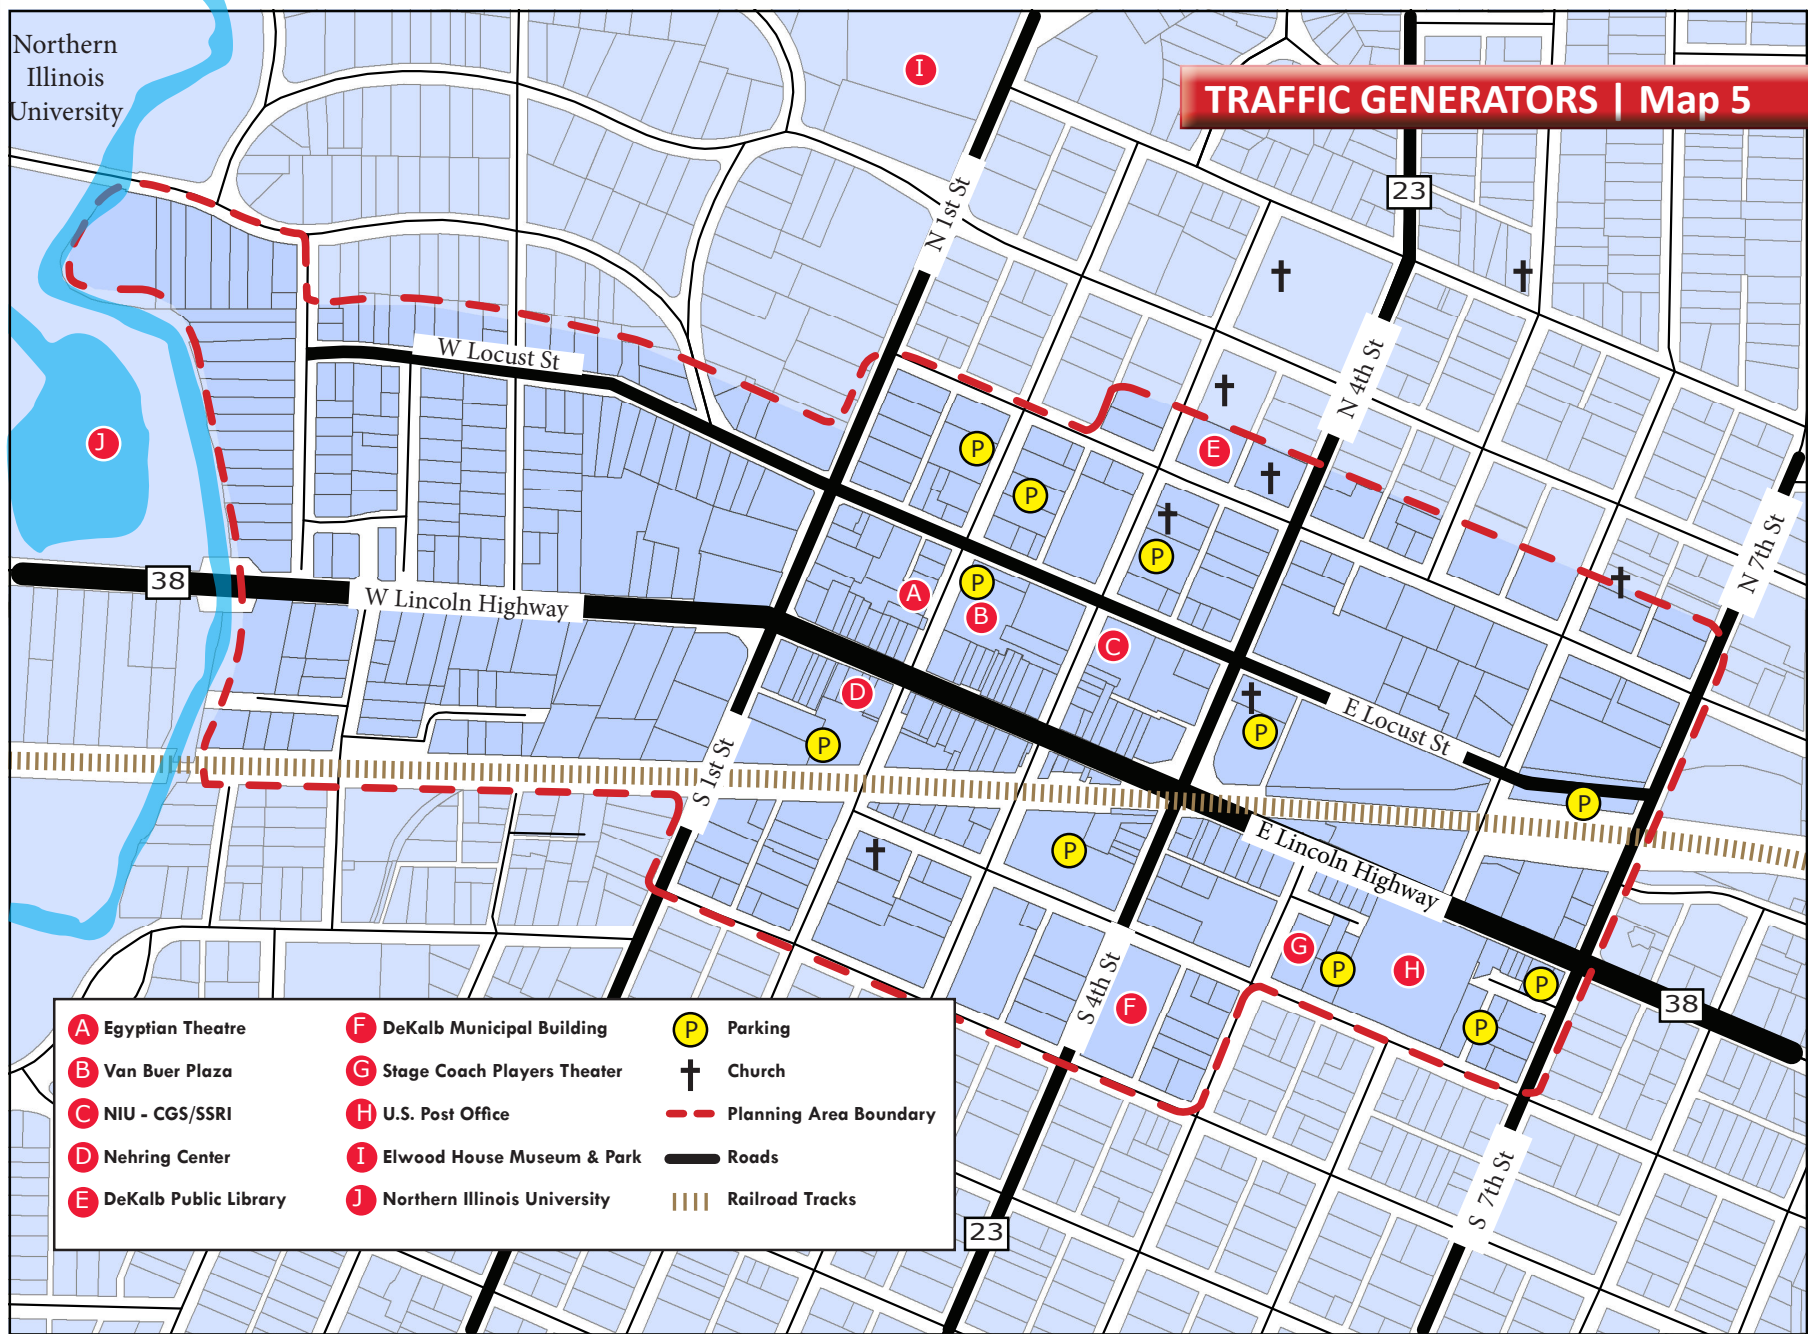 Northern
Illinois
University
I
TRAFFIC GENERATORS | Map 5
23
N 1st St
W Locust St
N 4th St
J
P
E
P
N 7th St
P
38
W Lincoln Highway
A
P
B
C
D
P
P
E Locust St
S 1st St
P
P
E Lincoln Highway
G
P
H
P
S 4th St
F
P
38
A Egyptian Theatre
B Van Buer Plaza
C NIU - CGS/SSRI
D Nehring Center
E DeKalb Public Library
F DeKalb Municipal Building
G Stage Coach Players Theater
H U.S. Post Office
I Elwood House Museum & Park
J Northern Illinois University
P Parking
Church
Planning Area Boundary
Roads
Railroad Tracks
S 7th St
23